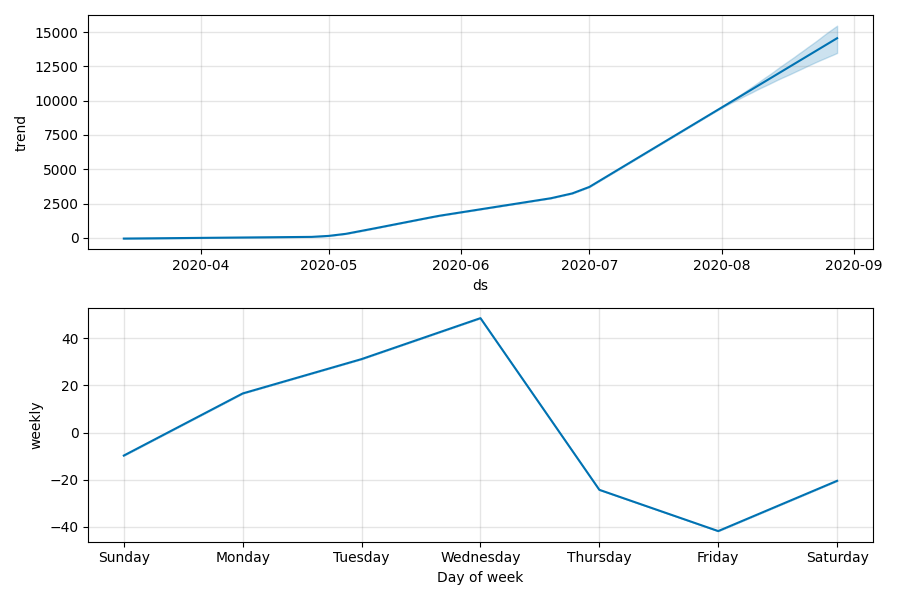 15000
12500
10000
7500
5000
2500
0
trend
2020-04 2020-05 2020-06 2020-07 2020-08 2020-09
ds
40
20
0
−20
−40
weekly
Sunday Monday Tuesday Wednesday Thursday Friday Saturday
Day of week